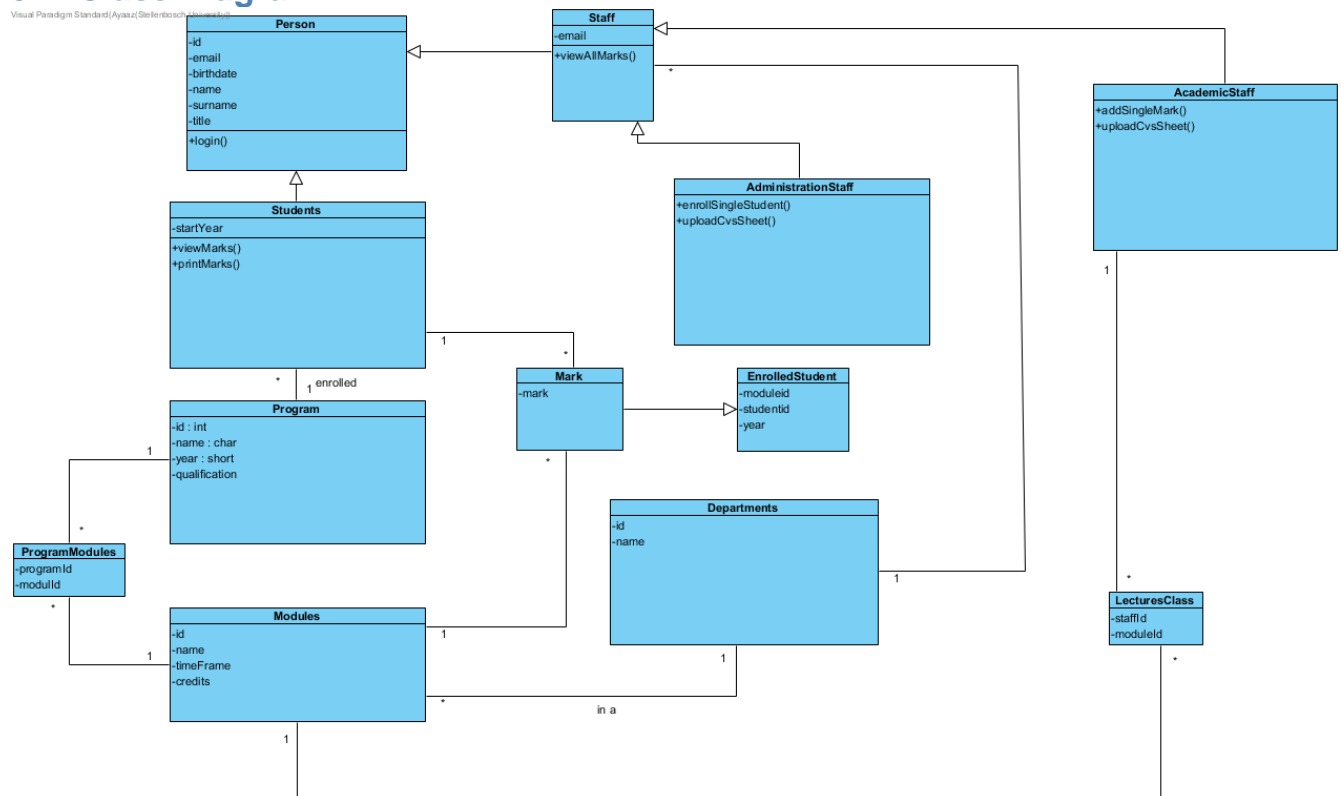 Visual Paradigm Standard(Ayaaz(Stellenbosch University))
Person
-id
-email
-birthdate
-name
-surname
-title
+login()
Staff
-email
+viewAllMarks()
*
AcademicStaff
+addSingleMark()
+uploadCvsSheet()
1
AdministrationStaff
+enrollSingleStudent()
+uploadCvsSheet()
Students
-startYear
+viewMarks()
+printMarks()
1
*
*
1 enrolled
Mark
-mark
*
EnrolledStudent
-moduleid
-studentid
-year
Program
-id : int
-name : char
-year : short
-qualification
1
*
ProgramModules
-programId
-modulId
*
1
Departments
-id
-name
1
1
LecturesClass
-staffId
-moduleId
*
*
Modules
-id
-name
-timeFrame
-credits
1
*
in a
1